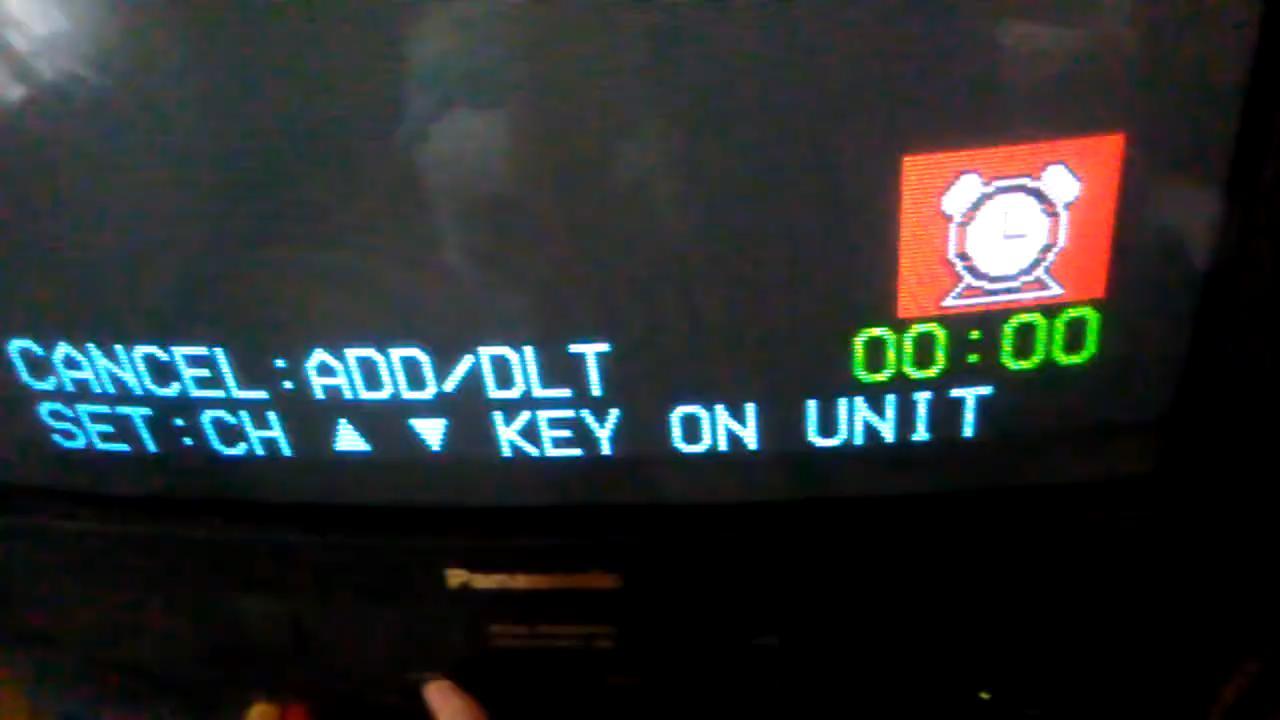 00:00
CANCEL:ADD/DLT
SET:CH ▲ ▼ KEY ON UNIT
Panasonic